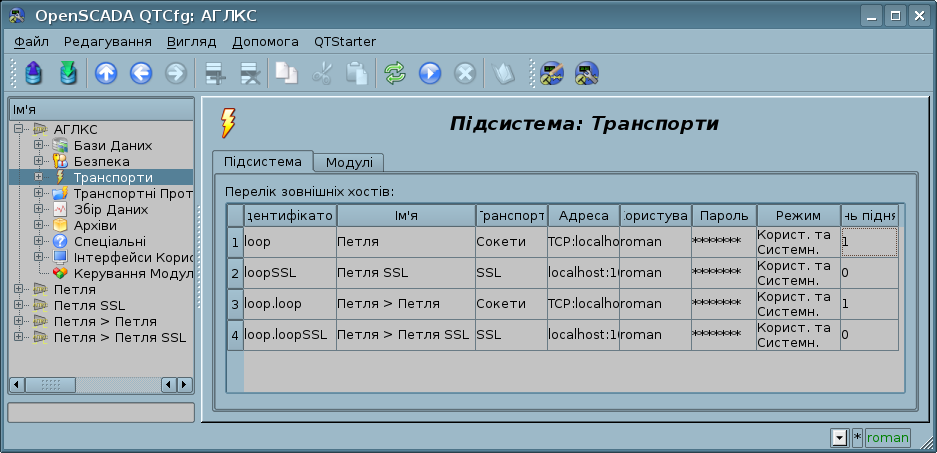 OpenSCADA QTCfg: АГЛКС
Файл Редагування Вигляд Допомога QTStarter
Ім'я
АГЛКС
Бази Даних
Безпека
Транспорти
Транспортні Прот
Збір Даних
Архіви
Спеціальні
Інтерфейси Корис
Керування Модул
Петля
Петля SSL
Петля > Петля
Петля > Петля SSL
Підсистема: Транспорти
Підсистема Модулі
Перелік зовнішніх хостів:
дентифікато Ім'я Транспорт Адреса користува Пароль Режим нь підня
1 loop Петля Сокети TCP:localho roman ******* Корист. та Системн. 1
2 loopSSL Петля SSL SSL localhost:10 roman ******* Корист. та Системн. 0
3 loop.loop Петля > Петля Сокети TCP:localho roman ******* Корист. та Системн. 1
4 loop.loopSSL Петля > Петля SSL SSL localhost:10 roman ******* Корист. та Системн. 0
* roman